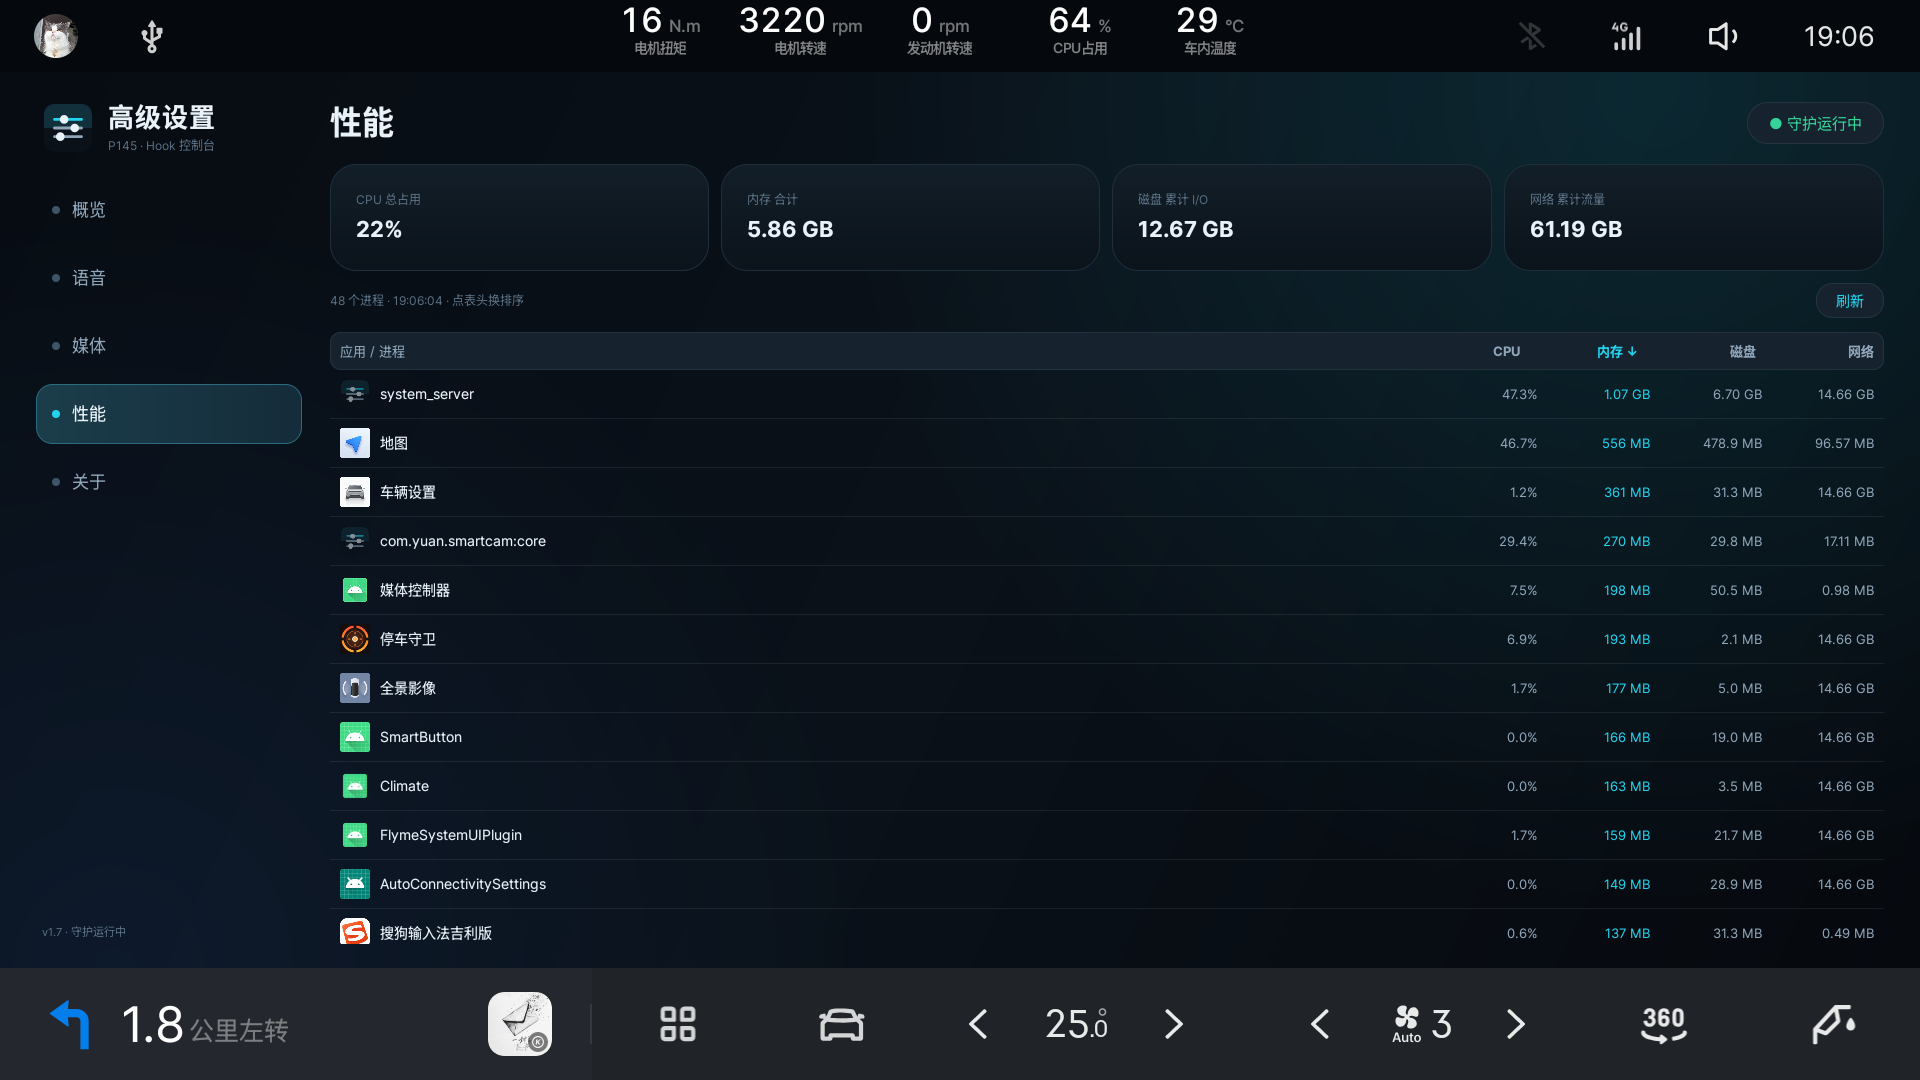 16 N.m 3220 rpm 0 rpm 64 % 29 °C
电机扭矩 电机转速 发动机转速 CPU占用 车内温度
4G 19:06
高级设置
P145 · Hook 控制台
概览
语音
媒体
性能
关于
v1.7 · 守护运行中
性能
守护运行中
CPU 总占用
22%
内存 合计
5.86 GB
磁盘 累计 I/O
12.67 GB
网络 累计流量
61.19 GB
48 个进程 · 19:06:04 · 点表头换排序
刷新
应用 / 进程 CPU 内存 ↓ 磁盘 网络
system_server 47.3% 1.07 GB 6.70 GB 14.66 GB
地图 46.7% 556 MB 478.9 MB 96.57 MB
车辆设置 1.2% 361 MB 31.3 MB 14.66 GB
com.yuan.smartcam:core 29.4% 270 MB 29.8 MB 17.11 MB
媒体控制器 7.5% 198 MB 50.5 MB 0.98 MB
停车守卫 6.9% 193 MB 2.1 MB 14.66 GB
全景影像 1.7% 177 MB 5.0 MB 14.66 GB
SmartButton 0.0% 166 MB 19.0 MB 14.66 GB
Climate 0.0% 163 MB 3.5 MB 14.66 GB
FlymeSystemUIPlugin 1.7% 159 MB 21.7 MB 14.66 GB
AutoConnectivitySettings 0.0% 149 MB 28.9 MB 14.66 GB
搜狗输入法吉利版 0.6% 137 MB 31.3 MB 0.49 MB
1.8 公里左转
25.0°
Auto 3
360